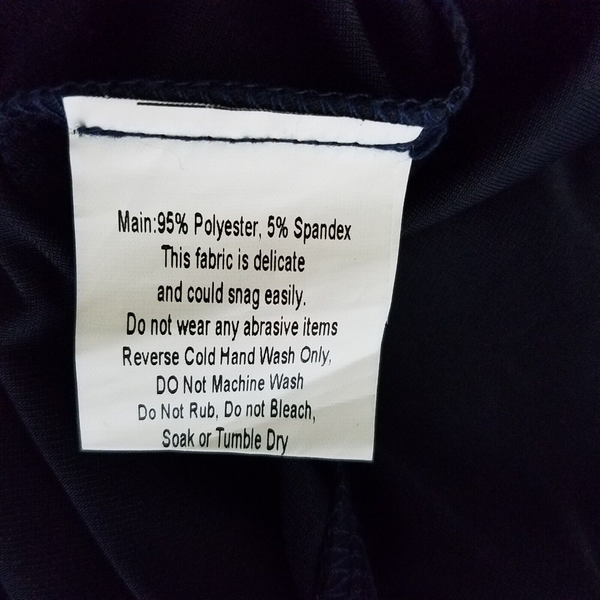 Main:95% Polyester, 5% Spandex
This fabric is delicate
and could snag easily.
Do not wear any abrasive items
Reverse Cold Hand Wash Only,
DO Not Machine Wash
Do Not Rub, Do not Bleach,
Soak or Tumble Dry